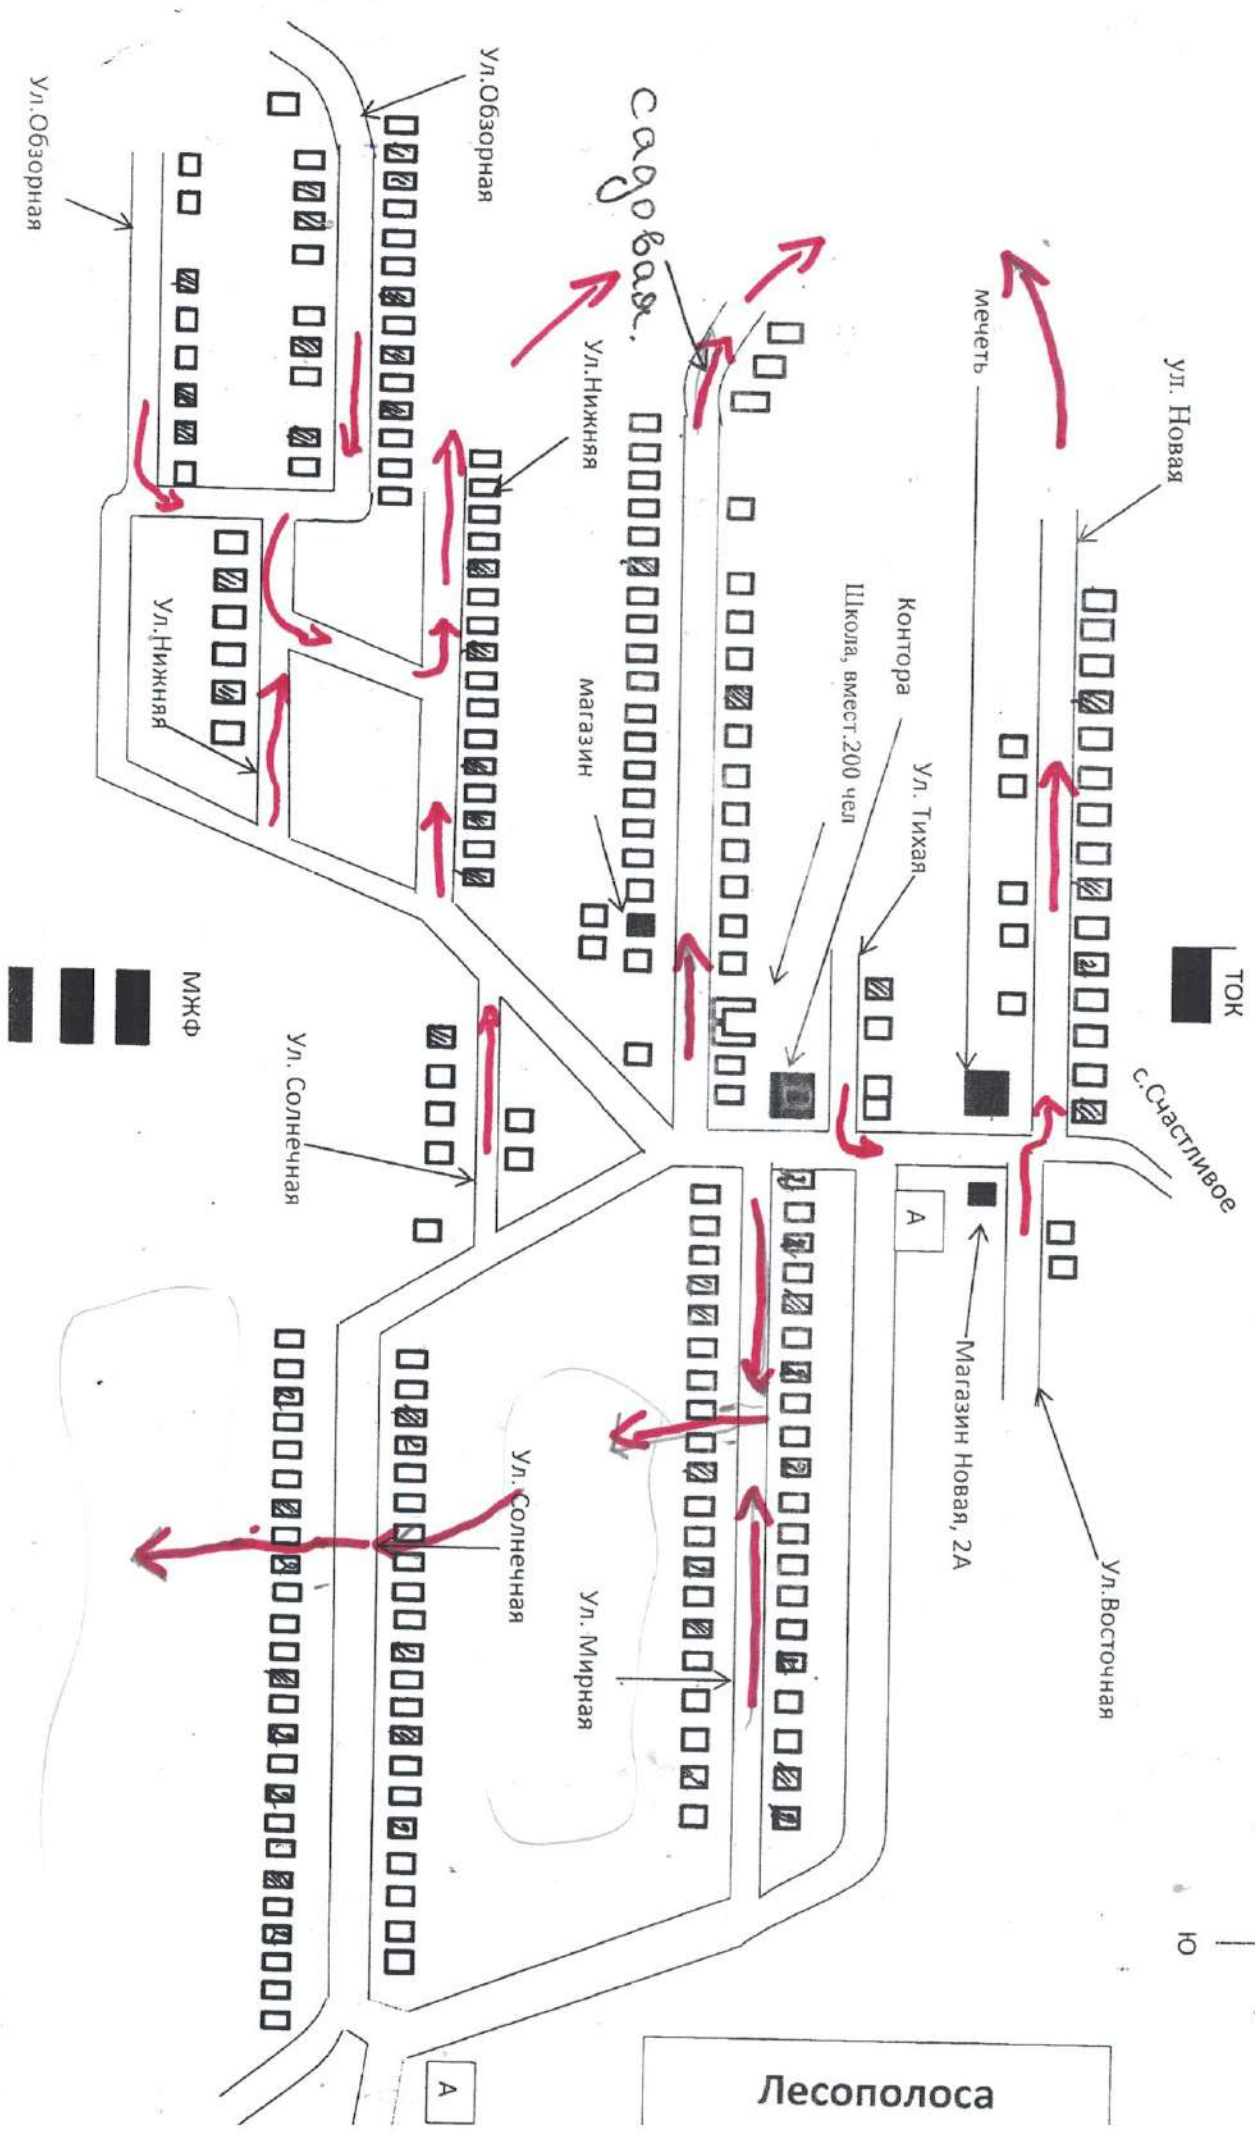 Ул.Обзорная
Ул.Обзорная
садовая.
Ул.Нижняя
мечеть
ул. Новая
ТОК
с.Счастливое
Контора
Школа, вмест.200 чел
Ул. Тихая
магазин
Ул.Нижняя
МЖФ
Ул. Солнечная
А
Магазин Новая, 2А
Ул.Восточная
Ул.Солнечная
Ул. Мирная
Ю
Лесополоса
А